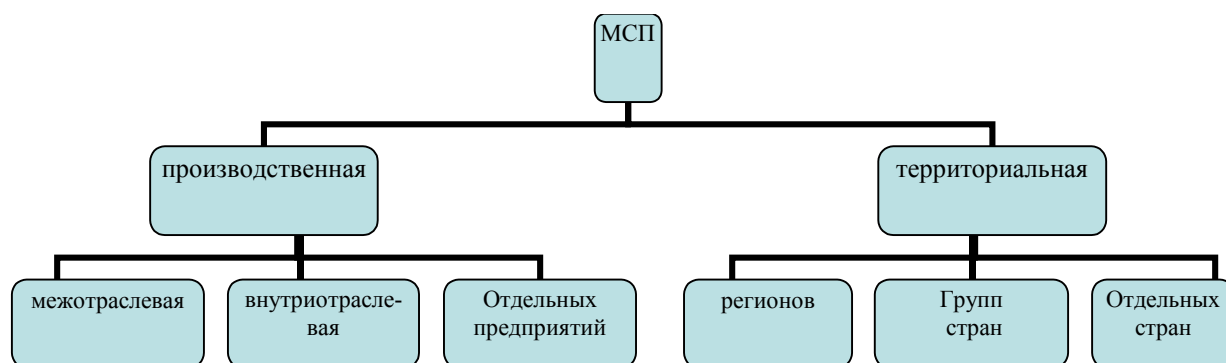 МСП
производственная
территориальная
межотраслевая
внутриотрасле-
вая
Отдельных
предприятий
регионов
Групп
стран
Отдельных
стран